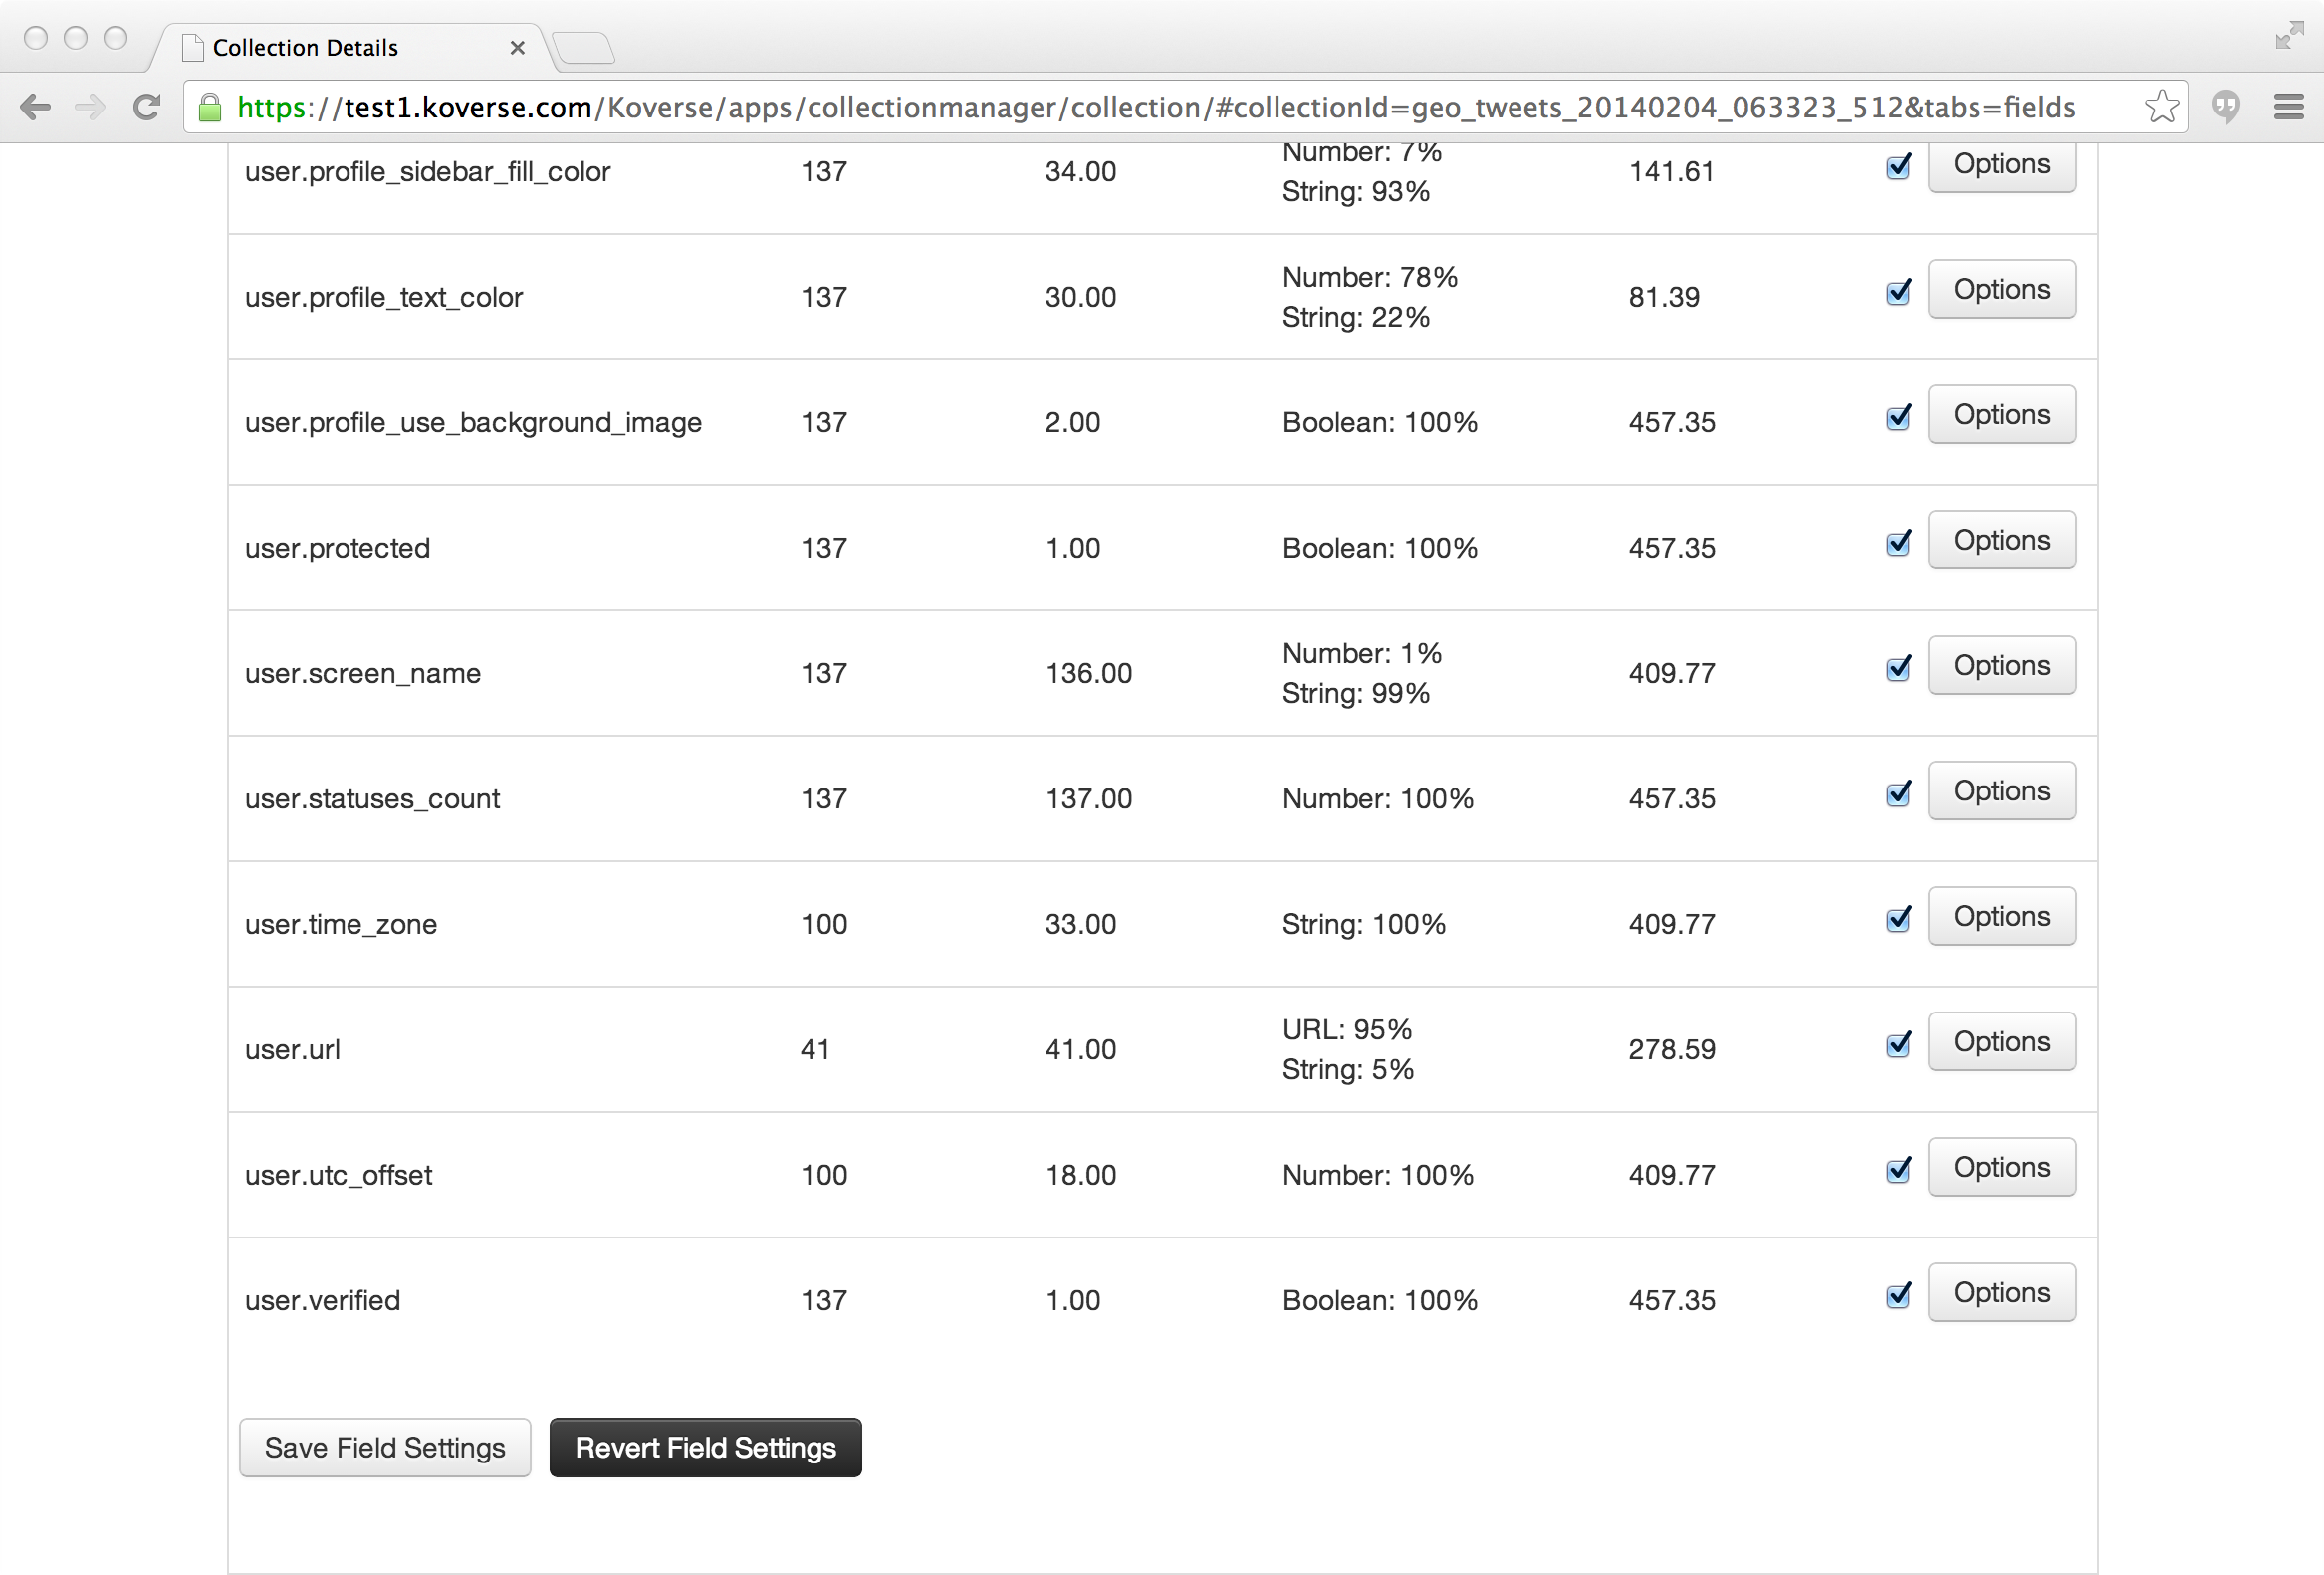 Collection Details
https://test1.koverse.com/Koverse/apps/collectionmanager/collection/#collectionId=geo_tweets_20140204_063323_512&tabs=fields
user.profile_sidebar_fill_color 137 34.00 Number: 7% 141.61 Options
String: 93%
user.profile_text_color 137 30.00 Number: 78% 81.39 Options
String: 22%
user.profile_use_background_image 137 2.00 Boolean: 100% 457.35 Options
user.protected 137 1.00 Boolean: 100% 457.35 Options
user.screen_name 137 136.00 Number: 1% 409.77 Options
String: 99%
user.statuses_count 137 137.00 Number: 100% 457.35 Options
user.time_zone 100 33.00 String: 100% 409.77 Options
user.url 41 41.00 URL: 95% 278.59 Options
String: 5%
user.utc_offset 100 18.00 Number: 100% 409.77 Options
user.verified 137 1.00 Boolean: 100% 457.35 Options
Save Field Settings Revert Field Settings